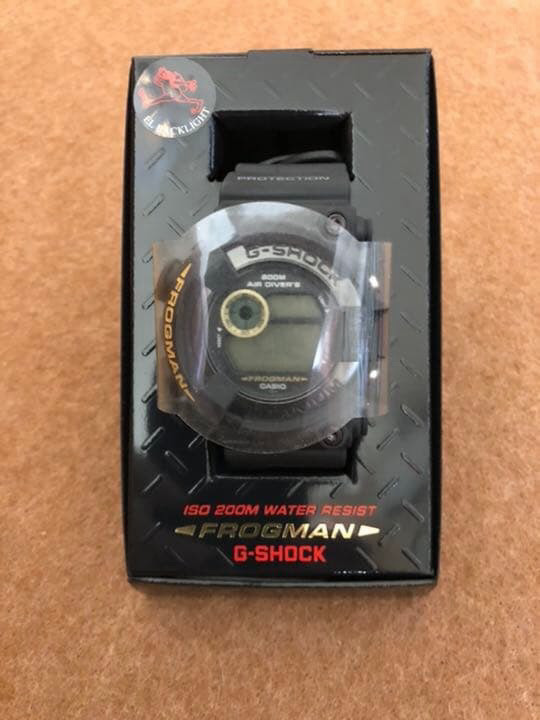 EL BACKLIGHT
PROTECTION
G-SHOCK
200M
AIR DIVER'S
FROGMAN
FROGMAN
CASIO
ISO 200M WATER RESIST
FROGMAN
G-SHOCK